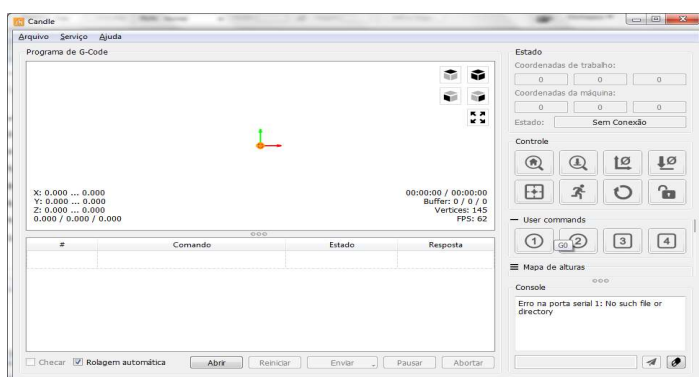 Candle
Arquivo Serviço Ajuda
Programa de G-Code
X: 0.000 ... 0.000
Y: 0.000 ... 0.000
Z: 0.000 ... 0.000
0.000 / 0.000 / 0.000
00:00:00 / 00:00:00
Buffer: 0 / 0 / 0
Vertices: 145
FPS: 62
# Comando Estado Resposta
Checar Rolagem automática Abrir Reiniciar Enviar Pausar Abortar
Estado
Coordenadas de trabalho:
0 0 0
Coordenadas da máquina:
0 0 0
Estado: Sem Conexão
Controle
User commands
1 G0 2 3 4
Mapa de alturas
Console
Erro na porta serial 1: No such file or
directory